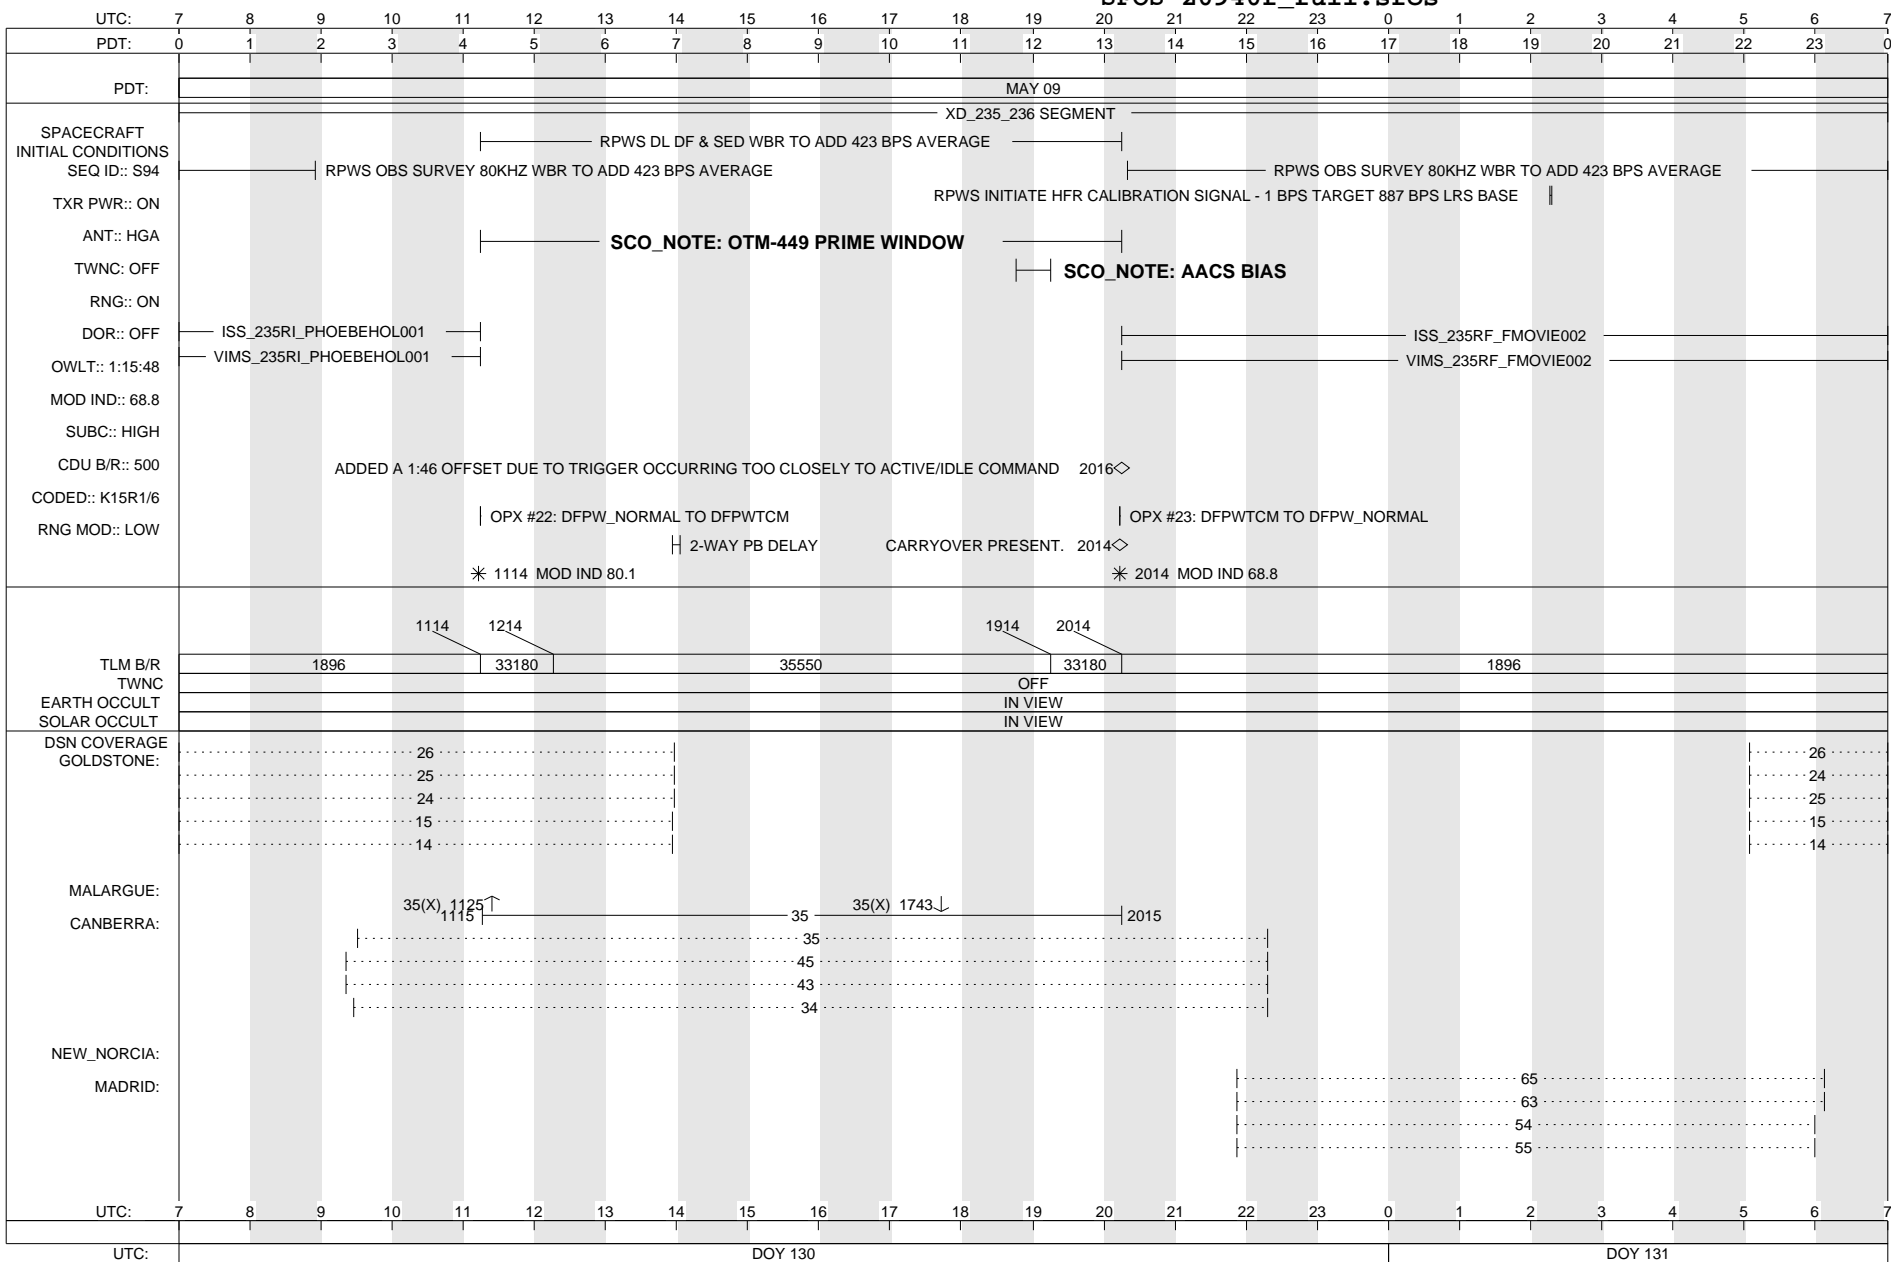 UTC: 7 8 9 10 11 12 13 14 15 16 17 18 19 20 21 22 23 0 1 2 3 4 5 6 7
PDT: 0 1 2 3 4 5 6 7 8 9 10 11 12 13 14 15 16 17 18 19 20 21 22 23 0
PDT: MAY 09
XD_235_236 SEGMENT
SPACECRAFT
INITIAL CONDITIONS
RPWS DL DF & SED WBR TO ADD 423 BPS AVERAGE
SEQ ID:: S94
RPWS OBS SURVEY 80KHZ WBR TO ADD 423 BPS AVERAGE
RPWS OBS SURVEY 80KHZ WBR TO ADD 423 BPS AVERAGE
TXR PWR:: ON
RPWS INITIATE HFR CALIBRATION SIGNAL - 1 BPS TARGET 887 BPS LRS BASE
ANT:: HGA
SCO_NOTE: OTM-449 PRIME WINDOW
TWNC: OFF
SCO_NOTE: AACS BIAS
RNG:: ON
DOR:: OFF
ISS_235RI_PHOEBEHOL001
ISS_235RF_FMOVIE002
VIMS_235RI_PHOEBEHOL001
VIMS_235RF_FMOVIE002
OWLT:: 1:15:48
MOD IND:: 68.8
SUBC:: HIGH
CDU B/R:: 500
ADDED A 1:46 OFFSET DUE TO TRIGGER OCCURRING TOO CLOSELY TO ACTIVE/IDLE COMMAND 2016
CODED:: K15R1/6
OPX #22: DFPW_NORMAL TO DFPWTCM
OPX #23: DFPWTCM TO DFPW_NORMAL
RNG MOD:: LOW
2-WAY PB DELAY
CARRYOVER PRESENT. 2014
1114 MOD IND 80.1
2014 MOD IND 68.8
1114 1214 1914 2014
TLM B/R 1896 33180 35550 33180 1896
TWNC OFF
EARTH OCCULT IN VIEW
SOLAR OCCULT IN VIEW
DSN COVERAGE
GOLDSTONE:
26 26
25 24
24 25
15 15
14 14
MALARGUE:
35(X) 1125 35(X) 1743
1115 35 2015
CANBERRA:
35
45
43
34
NEW_NORCIA:
MADRID:
65
63
54
55
UTC: 7 8 9 10 11 12 13 14 15 16 17 18 19 20 21 22 23 0 1 2 3 4 5 6 7
UTC: DOY 130 DOY 131